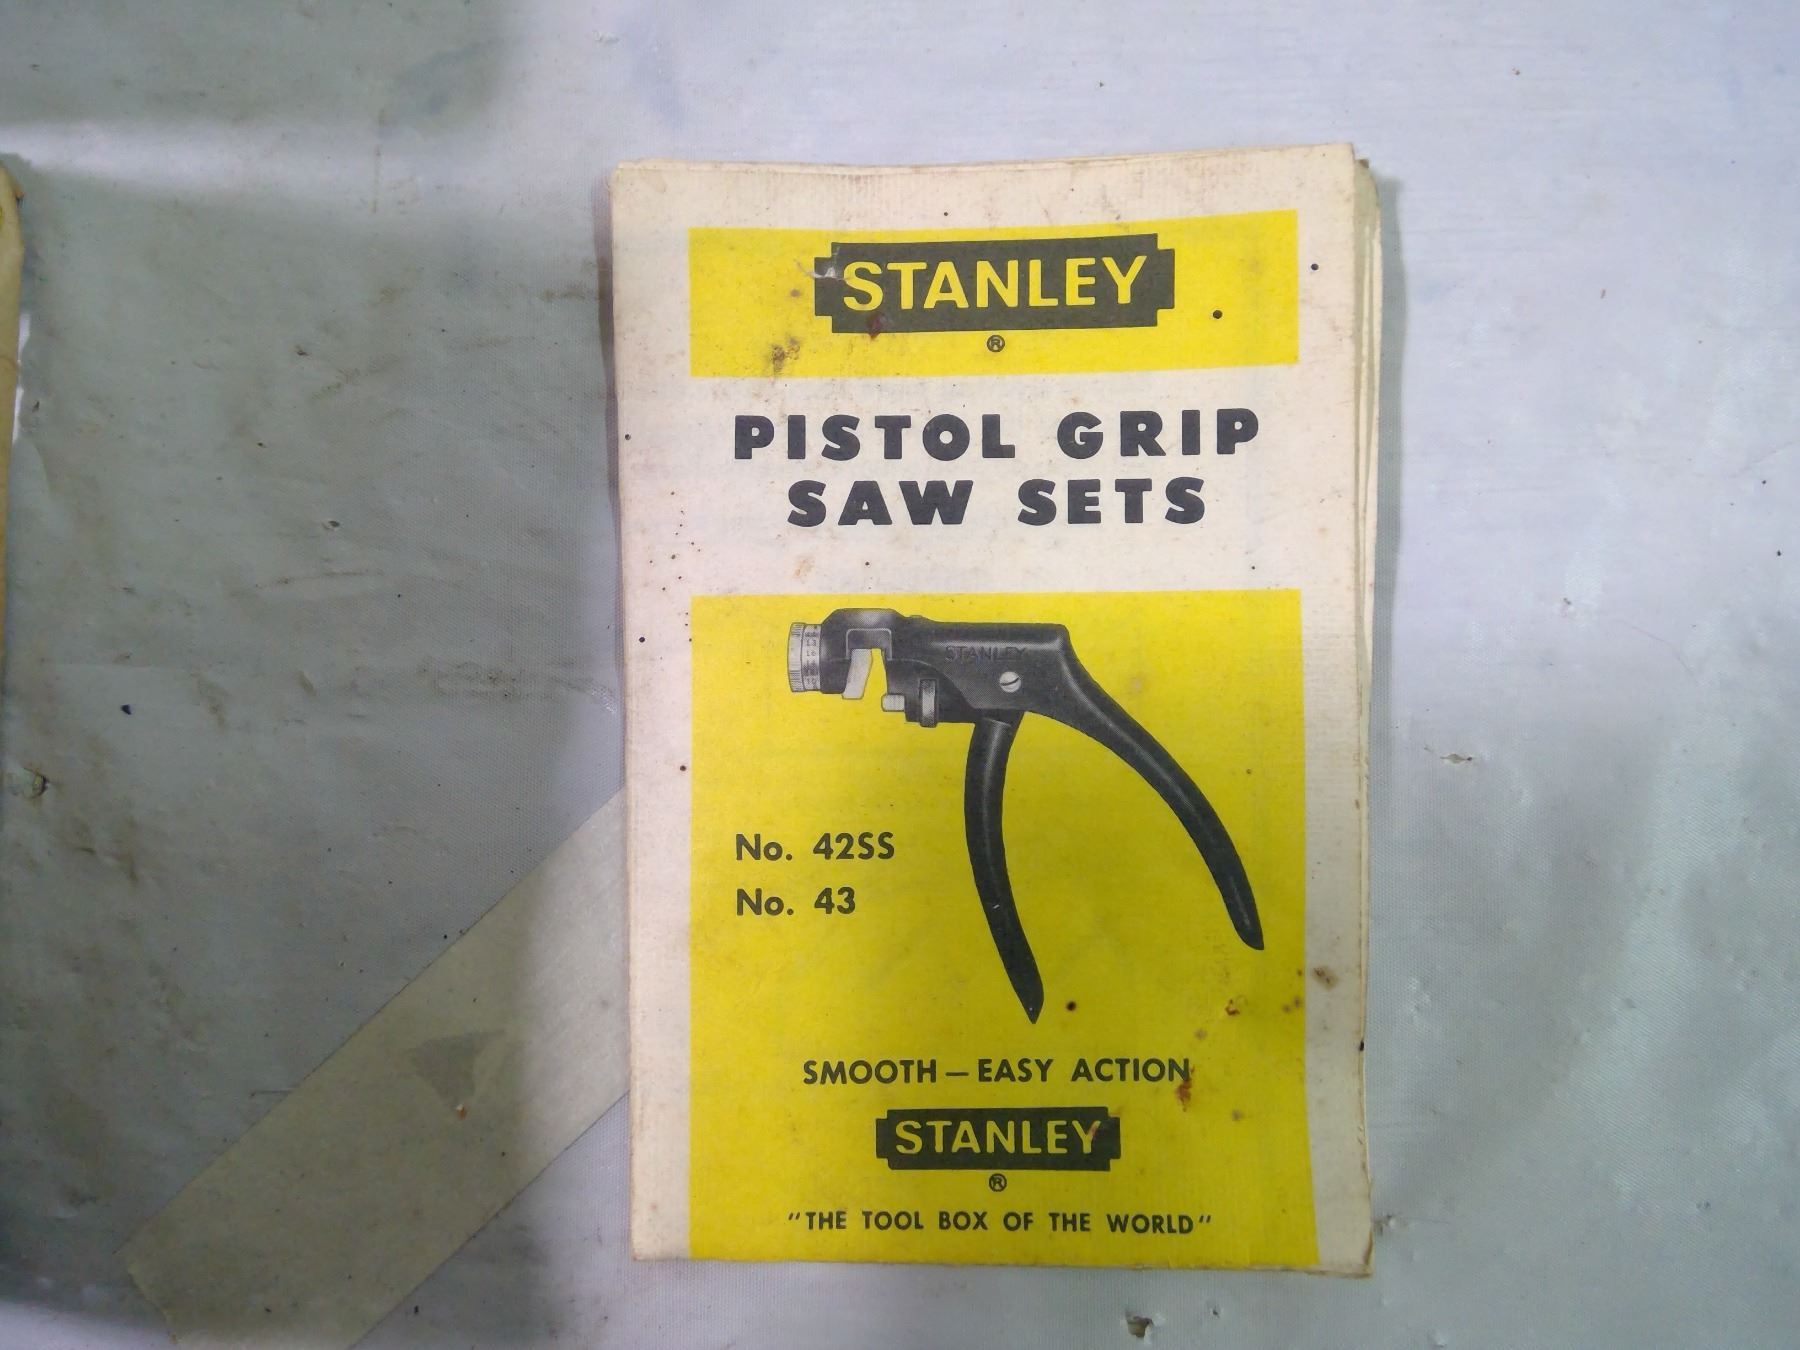 STANLEY
®
PISTOL GRIP
SAW SETS
STANLEY
No. 42SS
No. 43
SMOOTH — EASY ACTION
STANLEY
®
"THE TOOL BOX OF THE WORLD"